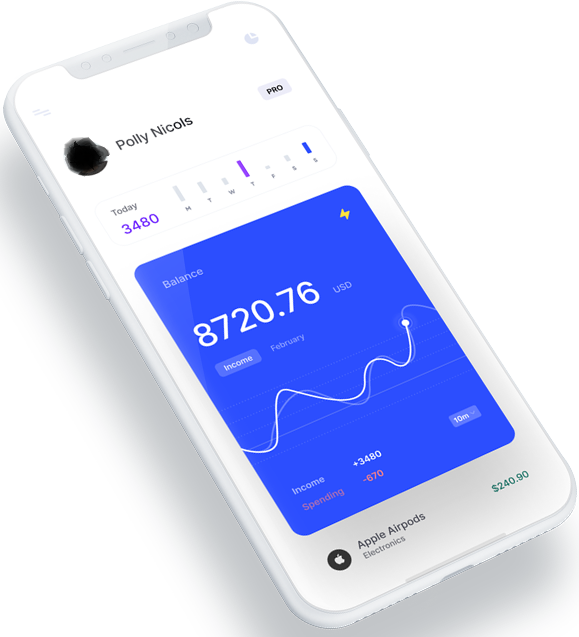 PRO
Polly Nicols
Today
3480
M T W T F S S
Balance
8720.76 USD
Income February
10m
Income +3480
Spending -670
Apple Airpods $240.90
Electronics